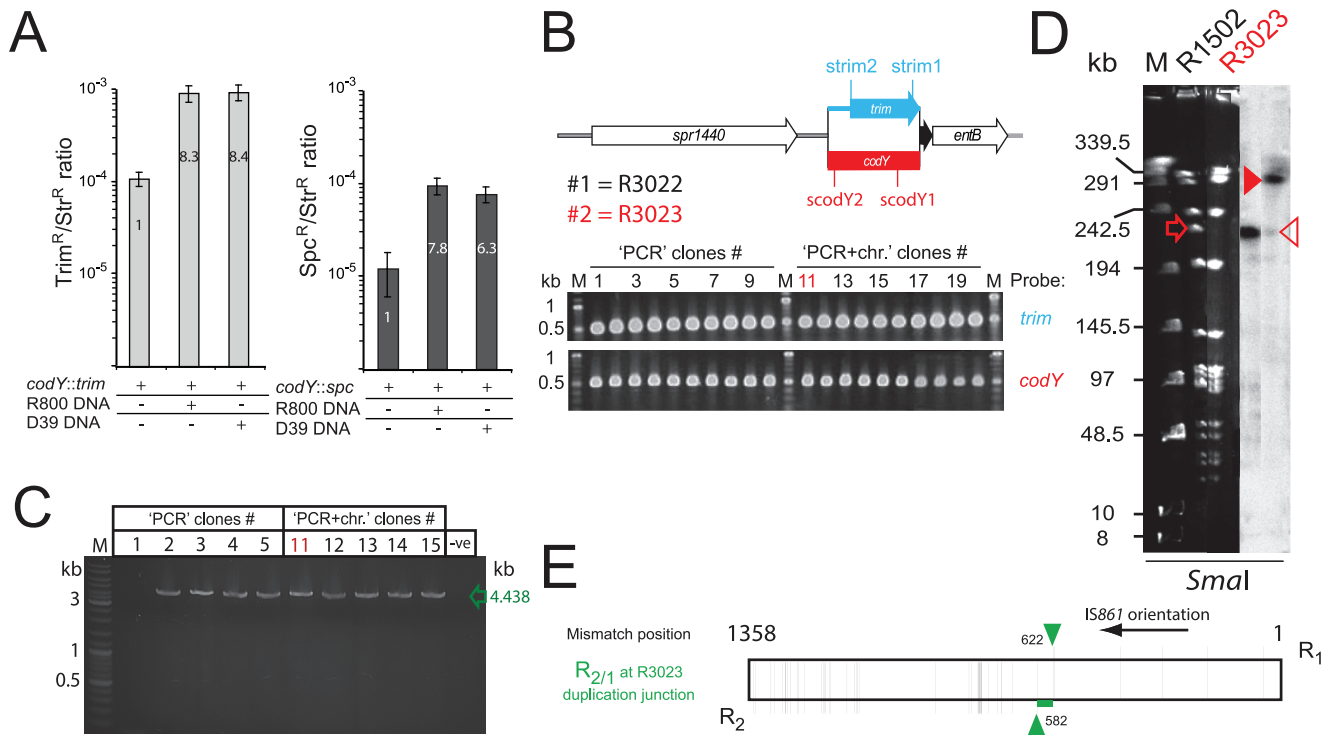 A
Trim^R/Str^R ratio
10^-3
10^-4
10^-5
1
8.3
8.4
codY::trim + + +
R800 DNA - + -
D39 DNA - - +
Spc^R/Str^R ratio
10^-3
10^-4
10^-5
1
7.8
6.3
codY::spc + + +
R800 DNA - + -
D39 DNA - - +
B
strim2 strim1
trim
spr1440
entB
codY
scodY2 scodY1
#1 = R3022
#2 = R3023
'PCR' clones # 'PCR+chr.' clones #
kb M 1 3 5 7 9 M 11 13 15 17 19 M Probe:
1
0.5
trim
1
0.5
codY
C
'PCR' clones # 'PCR+chr.' clones #
M 1 2 3 4 5 11 12 13 14 15 -ve
kb kb
3
4.438
1
0.5
D
kb M R1502 R3023
339.5
291
242.5
194
145.5
97
48.5
10
8
SmaI
E
IS861 orientation
Mismatch position 1358 622 1
R1
R2/1 at R3023
duplication junction
R2
582